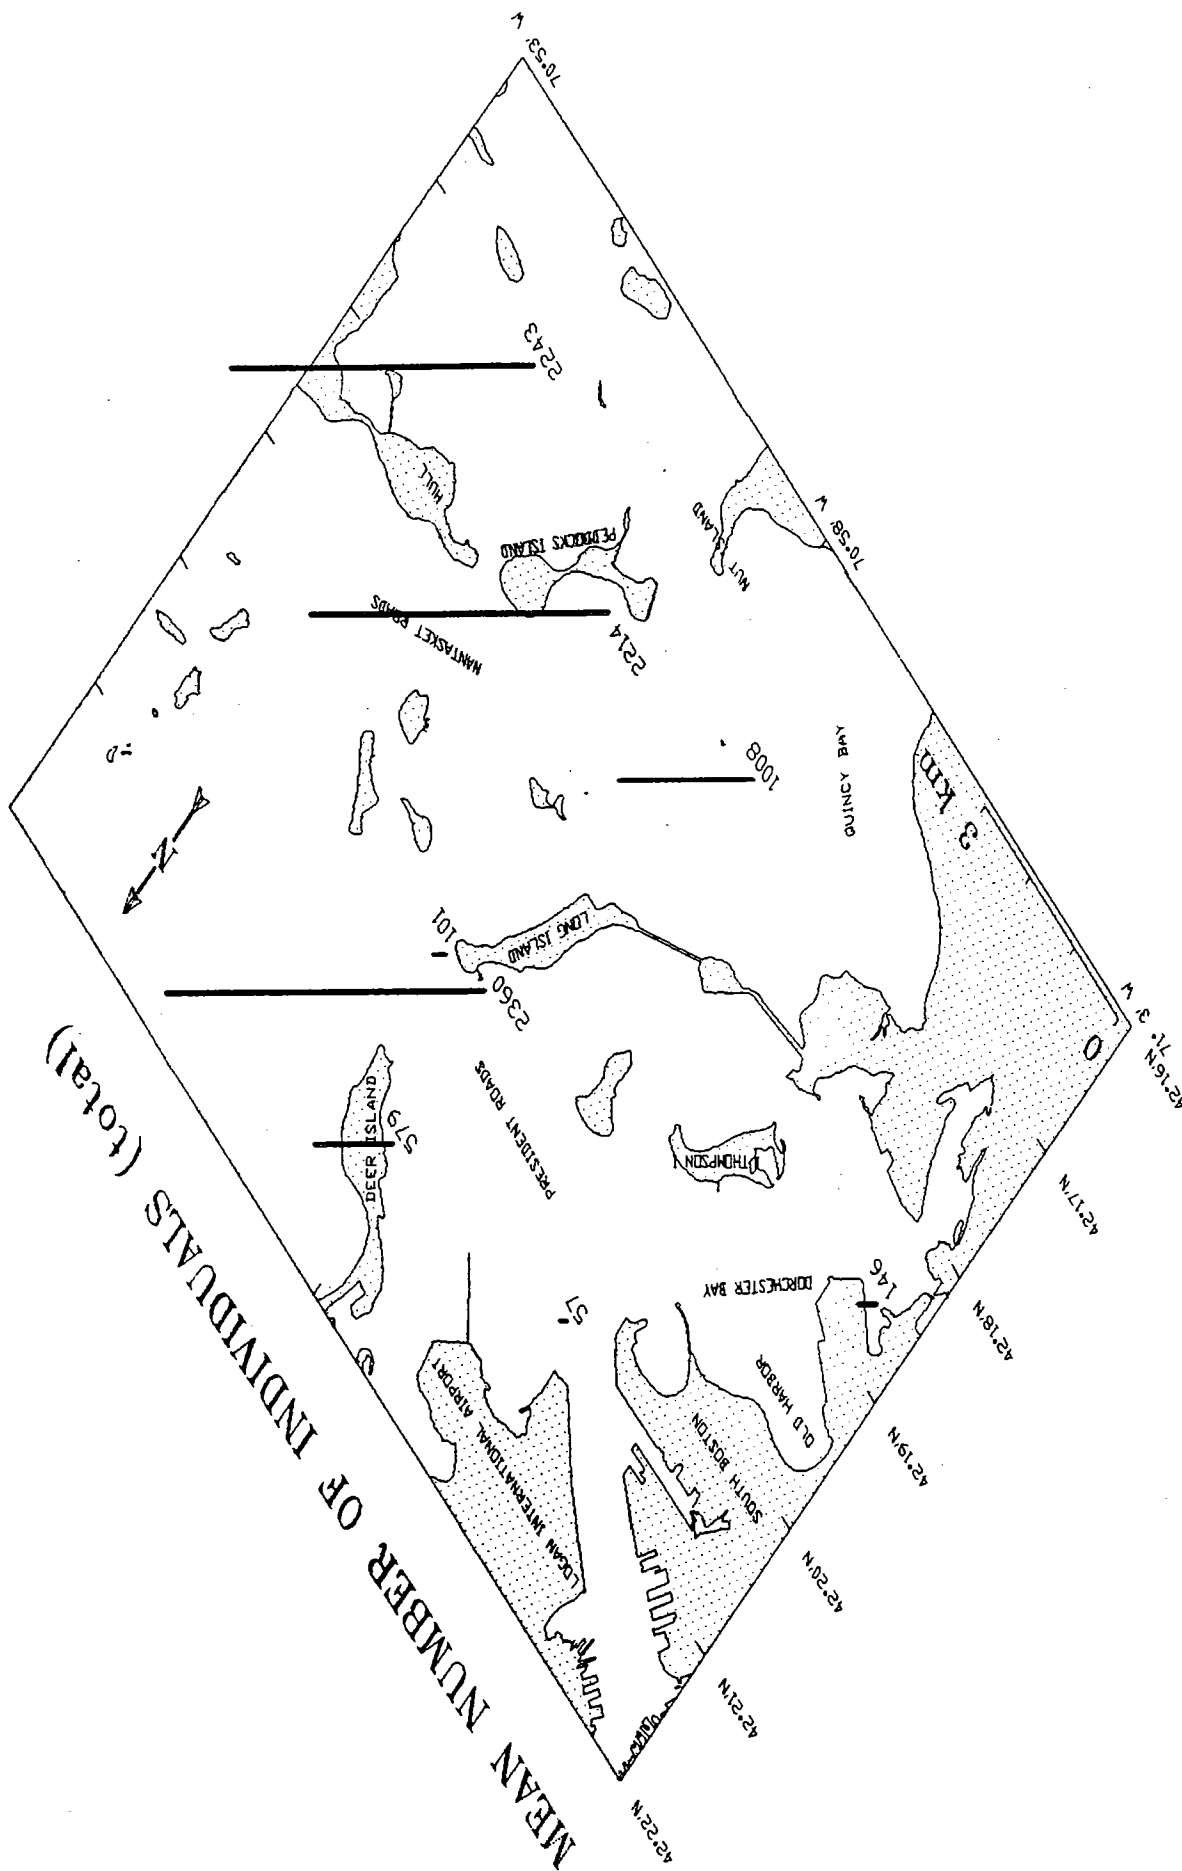 MEAN NUMBER OF INDIVIDUALS (total)
70°53' W
70°58' W
71° 3' W
42°16'N
42°17'N
42°18'N
42°19'N
42°20'N
42°21'N
42°22'N
2243
HULL
PEDDOCKS ISLAND
NUT ISLAND
2214
NANTASKET ROADS
1008
QUINCY BAY
3 km
0
N
101
LONG ISLAND
2360
PRESIDENT ROADS
DEER ISLAND
579
THOMPSON I
DORCHESTER BAY
146
57
OLD HARBOR
SOUTH BOSTON
LOGAN INTERNATIONAL AIRPORT